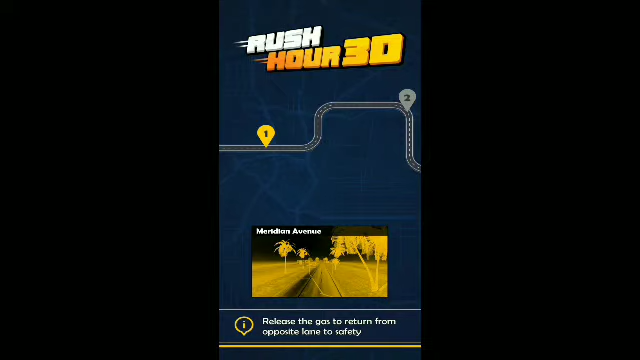 RUSH
HOUR 3D
2
1
Meridian Avenue
Release the gas to return from
opposite lane to safety